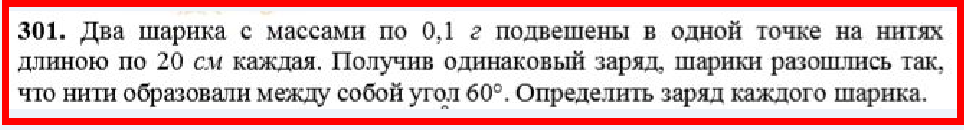 301. Два шарика с массами по 0,1 г подвешены в одной точке на нитях
длиною по 20 см каждая. Получив одинаковый заряд, шарики разошлись так,
что нити образовали между собой угол 60°. Определить заряд каждого шарика.